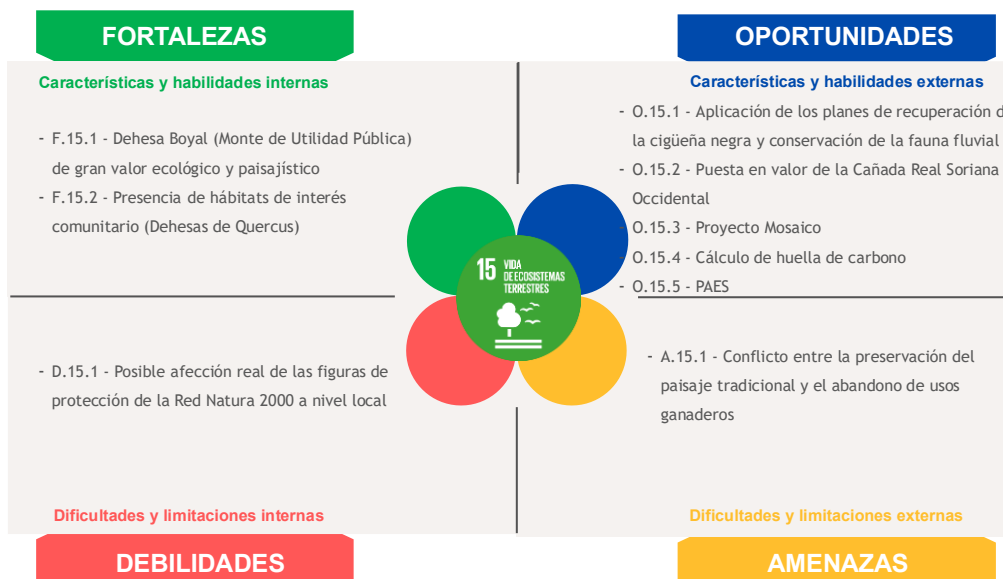 FORTALEZAS
Características y habilidades internas
- F.15.1 - Dehesa Boyal (Monte de Utilidad Pública)
de gran valor ecológico y paisajístico
- F.15.2 - Presencia de hábitats de interés
comunitario (Dehesas de Quercus)
OPORTUNIDADES
Características y habilidades externas
- O.15.1 - Aplicación de los planes de recuperación
la cigüeña negra y conservación de la fauna fluvial
- O.15.2 - Puesta en valor de la Cañada Real Soriana
Occidental
- O.15.3 - Proyecto Mosaico
- O.15.4 - Cálculo de huella de carbono
- O.15.5 - PAES
15 VIDA
DE ECOSISTEMAS
TERRESTRES
- D.15.1 - Posible afección real de las figuras de
protección de la Red Natura 2000 a nivel local
Dificultades y limitaciones internas
DEBILIDADES
- A.15.1 - Conflicto entre la preservación del
paisaje tradicional y el abandono de usos
ganaderos
Dificultades y limitaciones externas
AMENAZAS